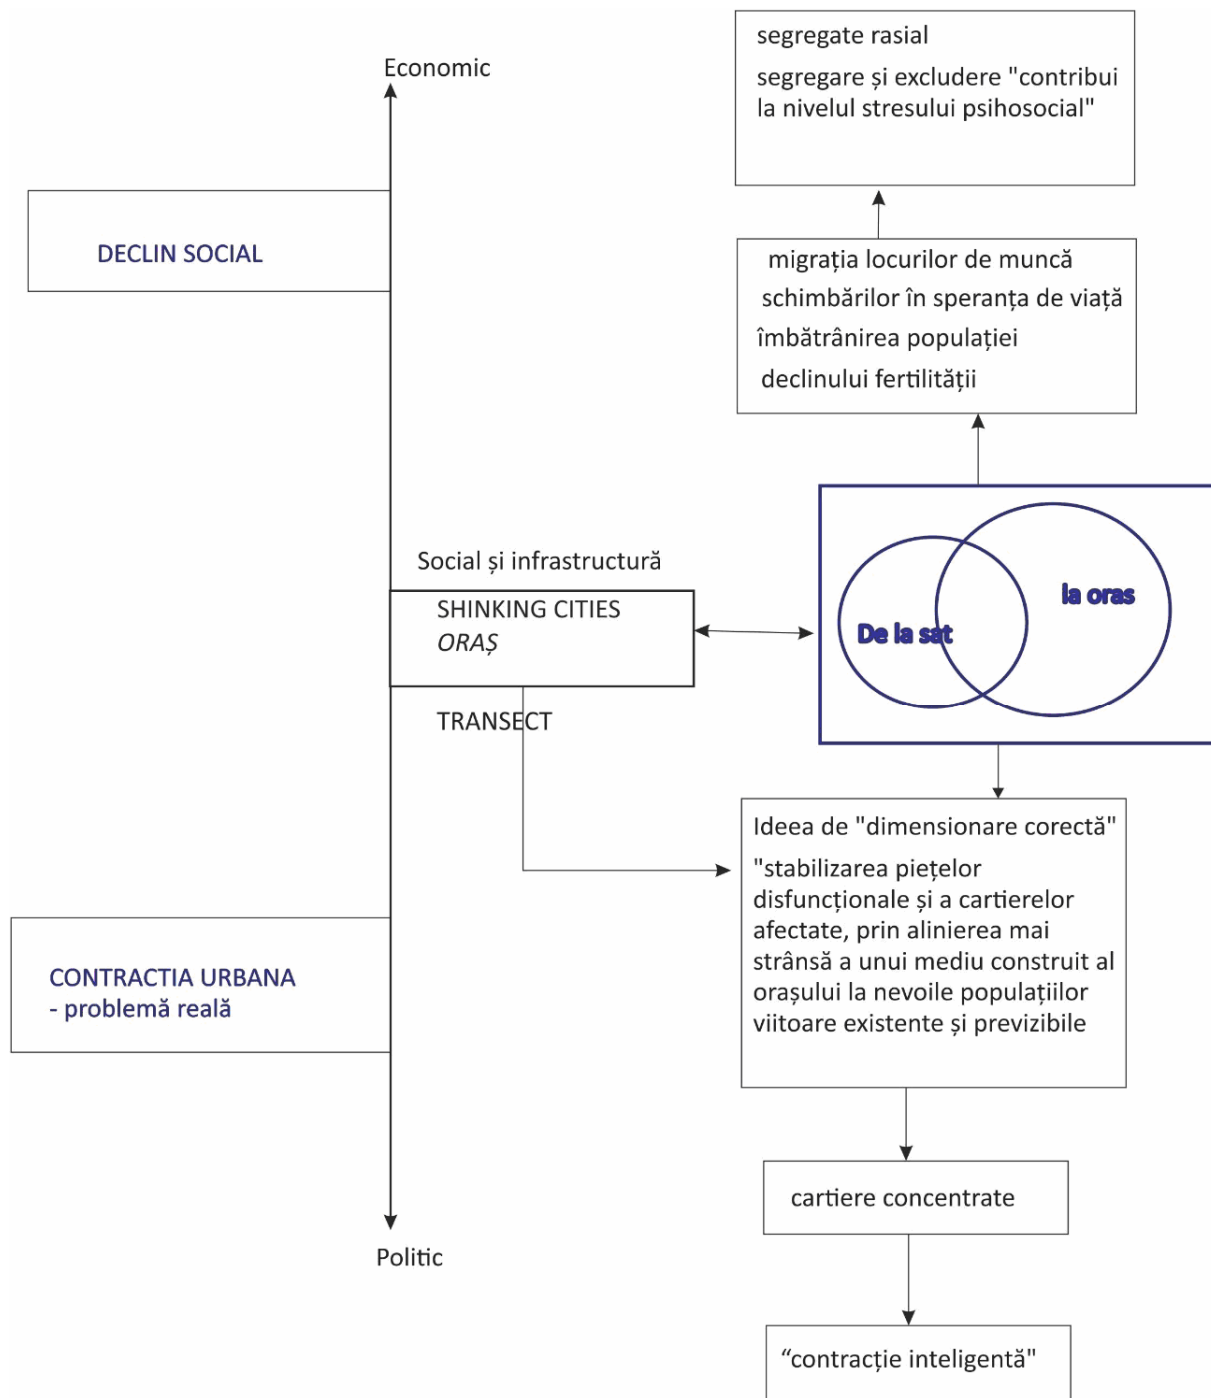 Economic
DECLIN SOCIAL
Social și infrastructură
SHINKING CITIES
ORAȘ
TRANSECT
CONTRACTIA URBANA
- problemă reală
Politic
segregate rasial
segregare și excludere "contribui
la nivelul stresului psihosocial"
migrația locurilor de muncă
schimbărilor în speranța de viață
îmbătrânirea populației
declinului fertilității
De la sat
la oras
Ideea de "dimensionare corectă"
"stabilizarea piețelor
disfuncționale și a cartierelor
afectate, prin alinierea mai
strânsă a unui mediu construit al
orașului la nevoile populațiilor
viitoare existente și previzibile
cartiere concentrate
“contracție inteligentă"